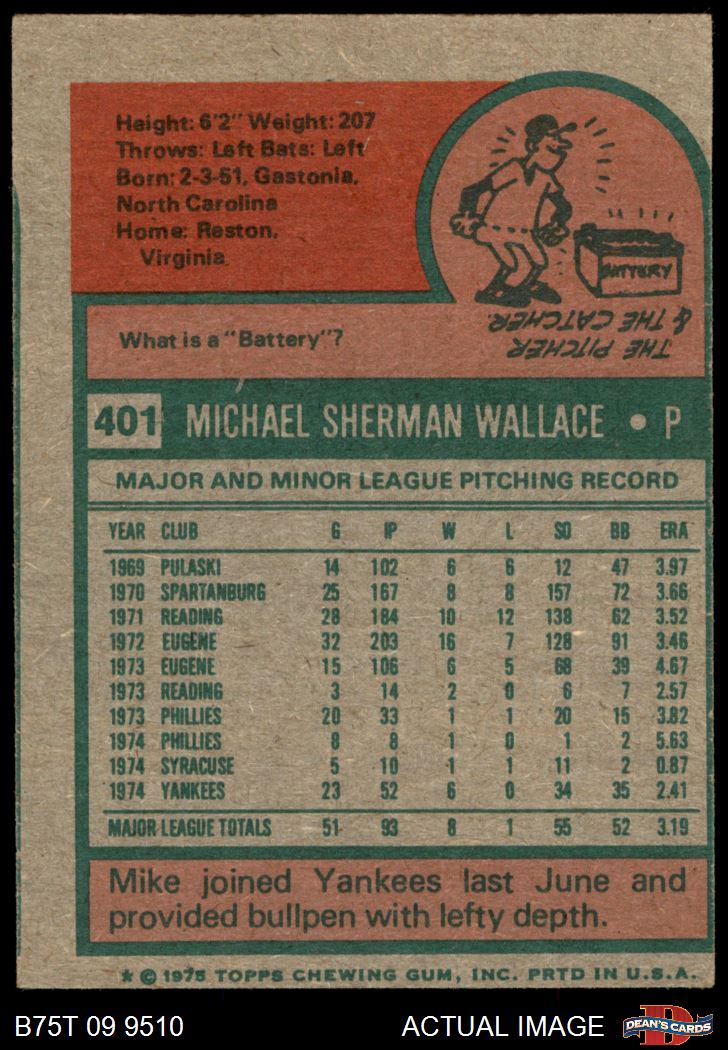 Height: 6'2" Weight: 207
Throws: Left Bats: Left
Born: 2-3-51, Gastonia,
North Carolina
Home: Reston,
Virginia
BATTERY
THE PITCHER
& THE CATCHER.
What is a "Battery"?
401 MICHAEL SHERMAN WALLACE • P
MAJOR AND MINOR LEAGUE PITCHING RECORD
YEAR CLUB G IP W L SO BB ERA
1969 PULASKI 14 102 6 6 12 47 3.97
1970 SPARTANBURG 25 167 8 8 157 72 3.66
1971 READING 28 184 10 12 138 62 3.52
1972 EUGENE 32 203 16 7 128 91 3.46
1973 EUGENE 15 106 6 5 68 39 4.67
1973 READING 3 14 2 0 6 7 2.57
1973 PHILLIES 20 33 1 1 20 15 3.82
1974 PHILLIES 8 8 1 0 1 2 5.63
1974 SYRACUSE 5 10 1 1 11 2 0.87
1974 YANKEES 23 52 6 0 34 35 2.41
MAJOR LEAGUE TOTALS 51 93 8 1 55 52 3.19
Mike joined Yankees last June and
provided bullpen with lefty depth.
★ © 1975 TOPPS CHEWING GUM, INC. PRTD IN U.S.A.
B75T 09 9510 ACTUAL IMAGE D DEAN'S CARDS